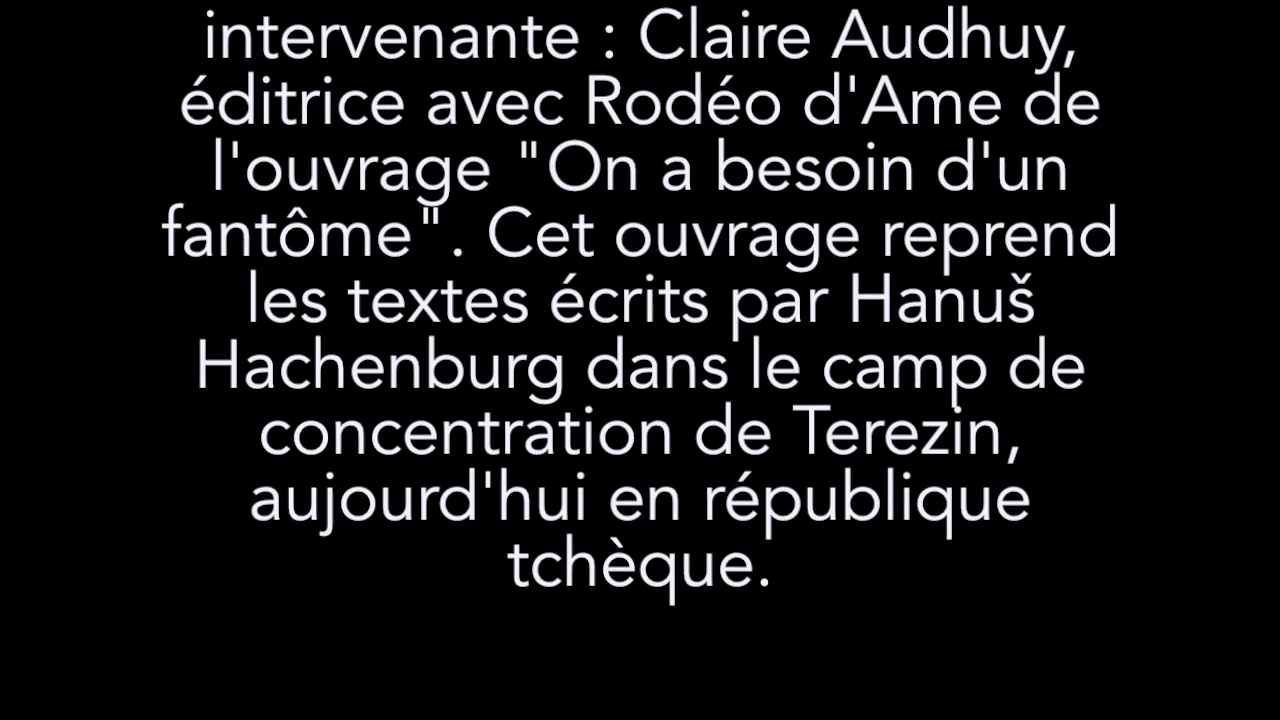 intervenante : Claire Audhuy,
éditrice avec Rodéo d'Ame de
l'ouvrage "On a besoin d'un
fantôme". Cet ouvrage reprend
les textes écrits par Hanuš
Hachenburg dans le camp de
concentration de Terezin,
aujourd'hui en république
tchèque.